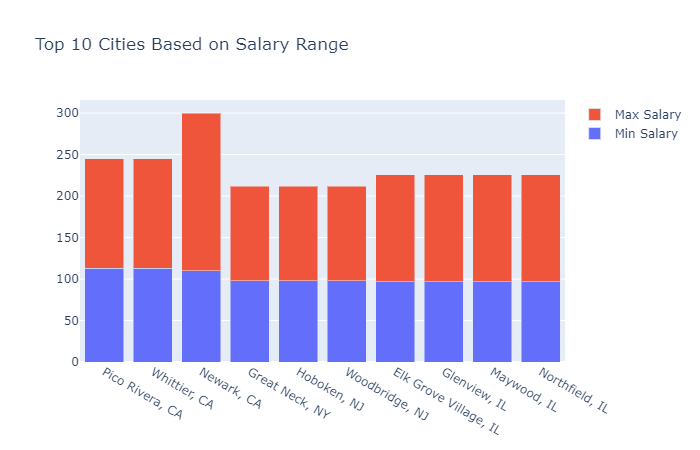 Top 10 Cities Based on Salary Range
Max Salary
Min Salary
300
250
200
150
100
50
0
Pico Rivera, CA
Whittier, CA
Newark, CA
Great Neck, NY
Hoboken, NJ
Woodbridge, NJ
Elk Grove Village, IL
Glenview, IL
Maywood, IL
Northfield, IL